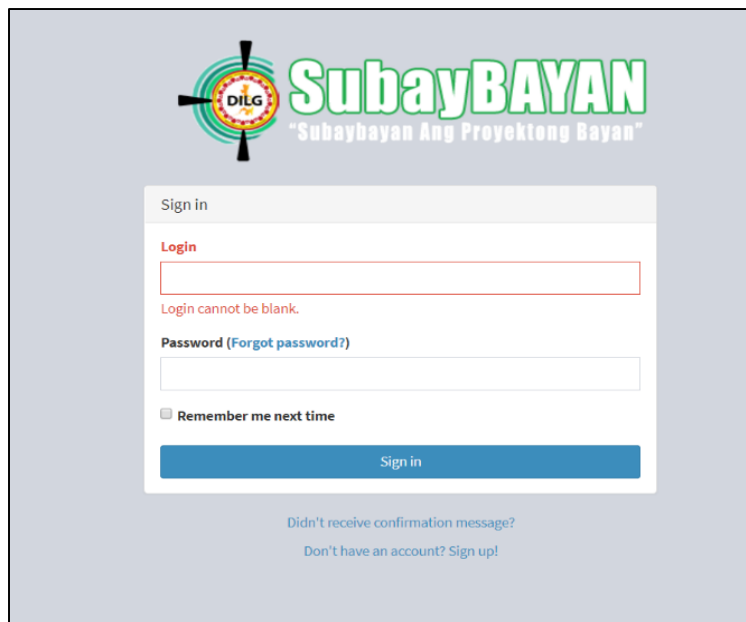 DILG
SubayBAYAN
"Subaybayan Ang Proyektong Bayan"
Sign in
Login
Login cannot be blank.
Password (Forgot password?)
Remember me next time
Sign in
Didn't receive confirmation message?
Don't have an account? Sign up!